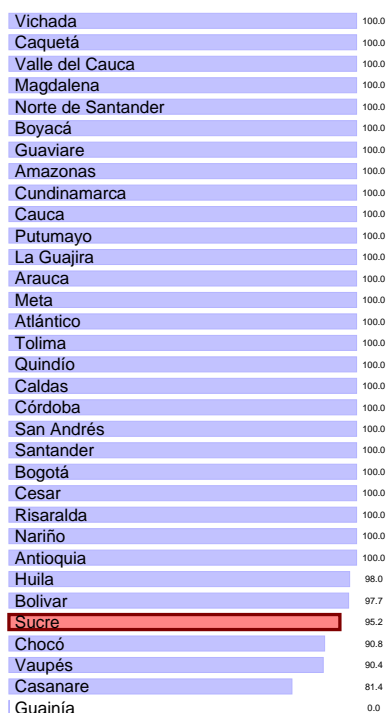 Vichada 100.0
Caquetá 100.0
Valle del Cauca 100.0
Magdalena 100.0
Norte de Santander 100.0
Boyacá 100.0
Guaviare 100.0
Amazonas 100.0
Cundinamarca 100.0
Cauca 100.0
Putumayo 100.0
La Guajira 100.0
Arauca 100.0
Meta 100.0
Atlántico 100.0
Tolima 100.0
Quindío 100.0
Caldas 100.0
Córdoba 100.0
San Andrés 100.0
Santander 100.0
Bogotá 100.0
Cesar 100.0
Risaralda 100.0
Nariño 100.0
Antioquia 100.0
Huila 98.0
Bolivar 97.7
Sucre 95.2
Chocó 90.8
Vaupés 90.4
Casanare 81.4
Guainía 0.0